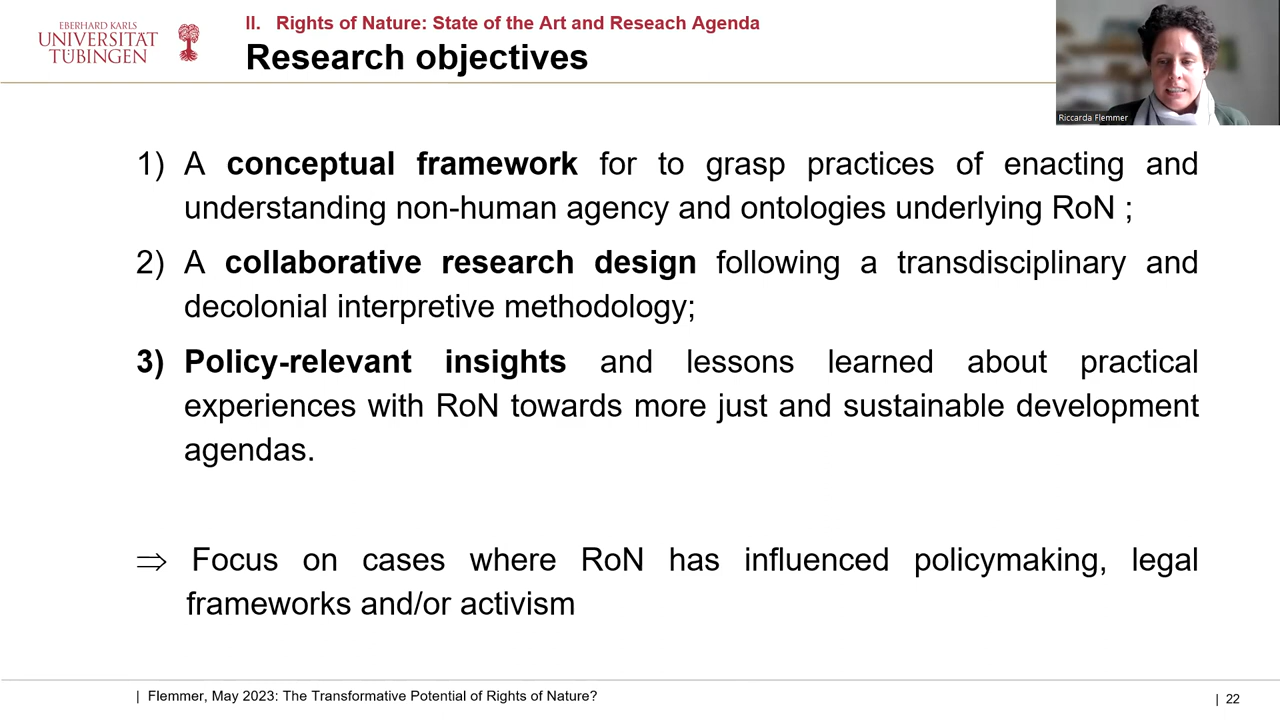 EBERHARD KARLS
UNIVERSITÄT
TÜBINGEN
II. Rights of Nature: State of the Art and Reseach Agenda
Research objectives
Riccarda Flemmer
1) A conceptual framework for to grasp practices of enacting and
understanding non-human agency and ontologies underlying RoN ;
2) A collaborative research design following a transdisciplinary and
decolonial interpretive methodology;
3) Policy-relevant insights and lessons learned about practical
experiences with RoN towards more just and sustainable development
agendas.
⇒ Focus on cases where RoN has influenced policymaking, legal
frameworks and/or activism
| Flemmer, May 2023: The Transformative Potential of Rights of Nature?
| 22